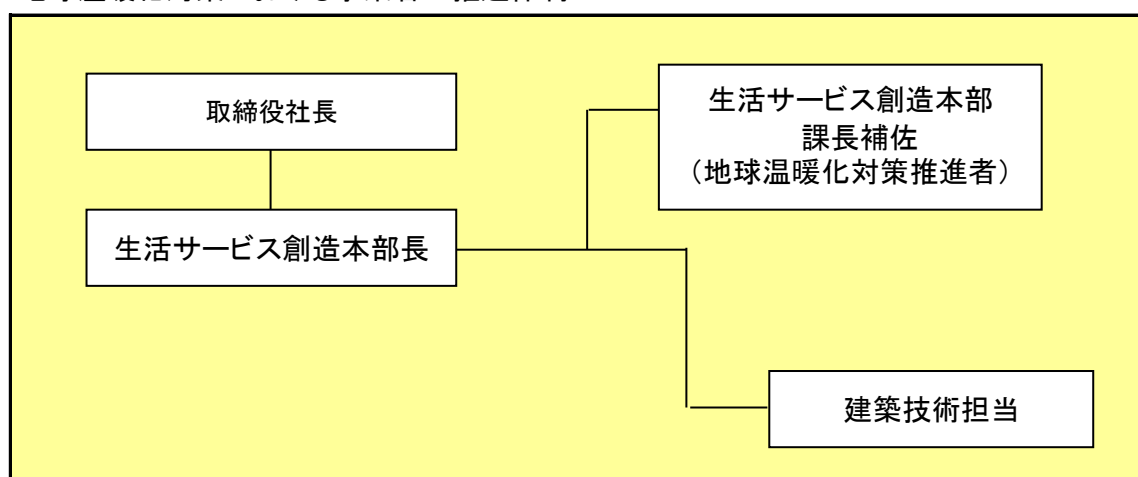 取締役社長
生活サービス創造本部長
生活サービス創造本部
課長補佐
（地球温暖化対策推進者）
建築技術担当